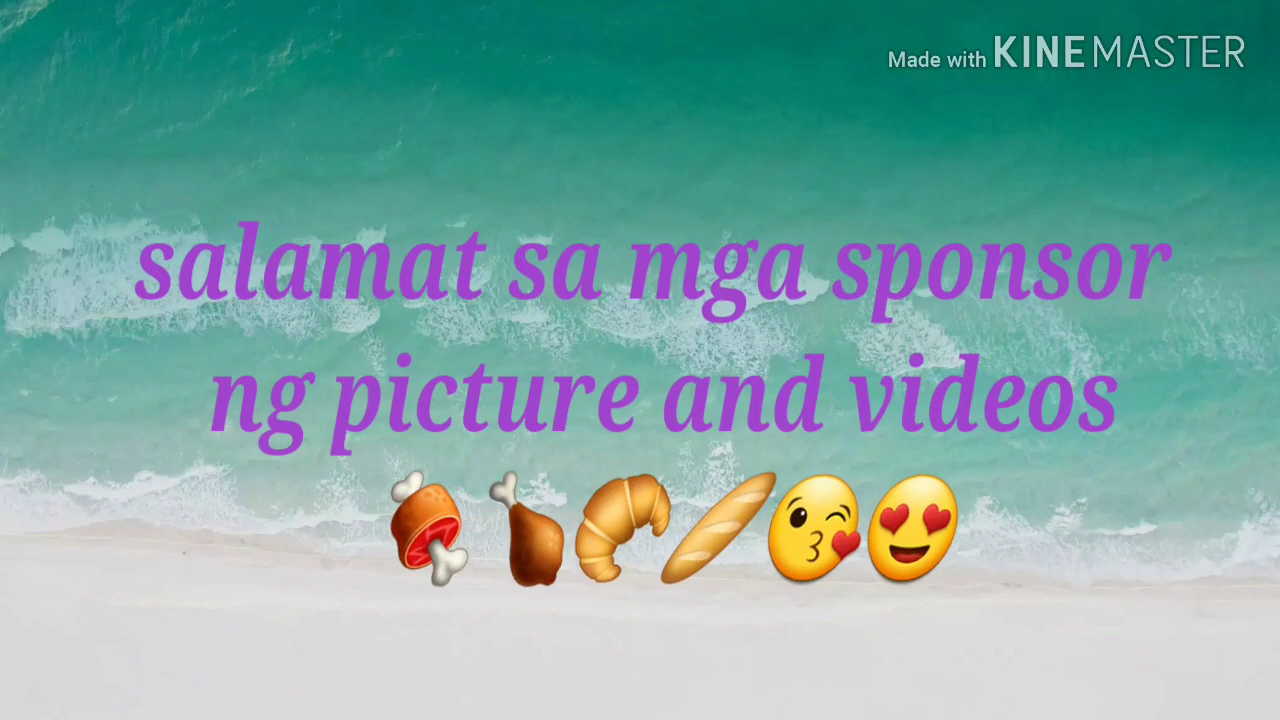 Made with KINEMASTER
salamat sa mga sponsor
ng picture and videos
🍖🍗🥐🥖😘😍